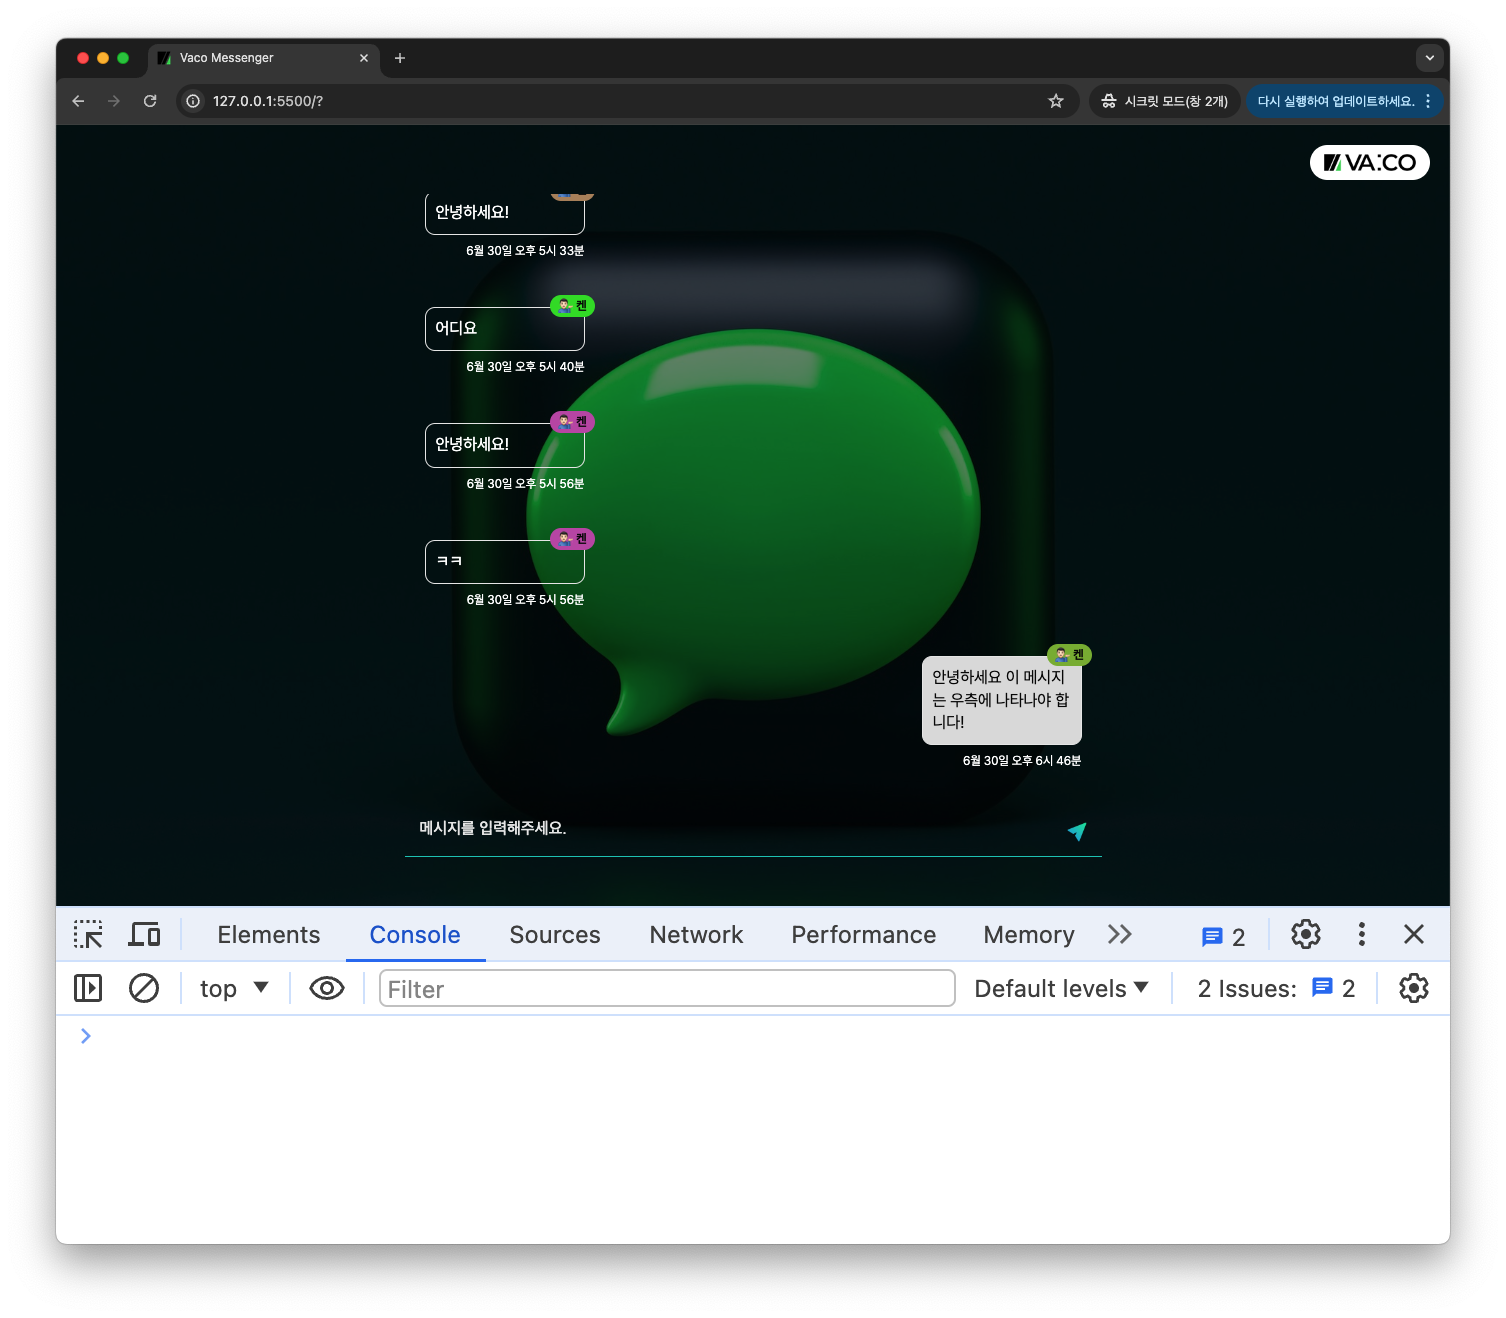 Vaco Messenger
127.0.0.1:5500/?
시크릿 모드(창 2개)
다시 실행하여 업데이트하세요.
VA:CO
안녕하세요!
6월 30일 오후 5시 33분
켄
어디요
6월 30일 오후 5시 40분
켄
안녕하세요!
6월 30일 오후 5시 56분
켄
ㅋㅋ
6월 30일 오후 5시 56분
켄
안녕하세요 이 메시지
는 우측에 나타나야 합
니다!
6월 30일 오후 6시 46분
메시지를 입력해주세요.
Elements Console Sources Network Performance Memory 2
top Filter Default levels 2 Issues: 2